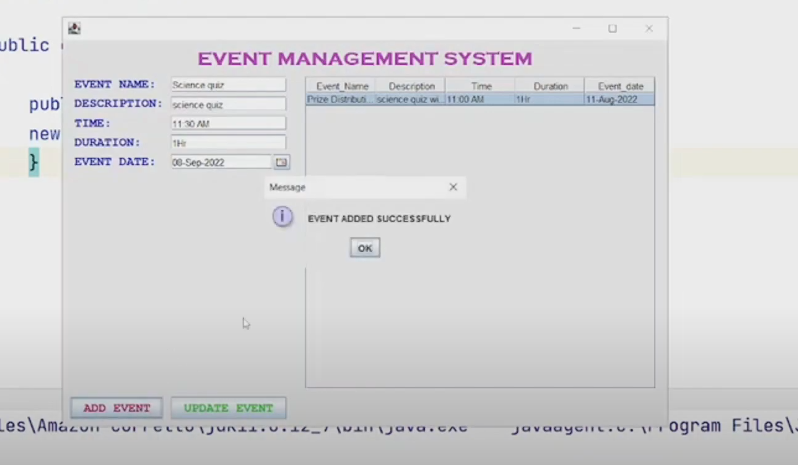 public
EVENT MANAGEMENT SYSTEM
EVENT NAME: Science quiz
DESCRIPTION: science quiz
TIME: 11:30 AM
DURATION: 1Hr
EVENT DATE: 08-Sep-2022
Event_Name Description Time Duration Event_date
Prize Distributi... science quiz wi... 11:00 AM 1Hr 11-Aug-2022
publ
new
}
Message
EVENT ADDED SUCCESSFULLY
OK
ADD EVENT UPDATE EVENT
les\Amazon Corretto\jdk11.0.12_7\bin\java.exe" "-javaagent:C:\Program Files\J